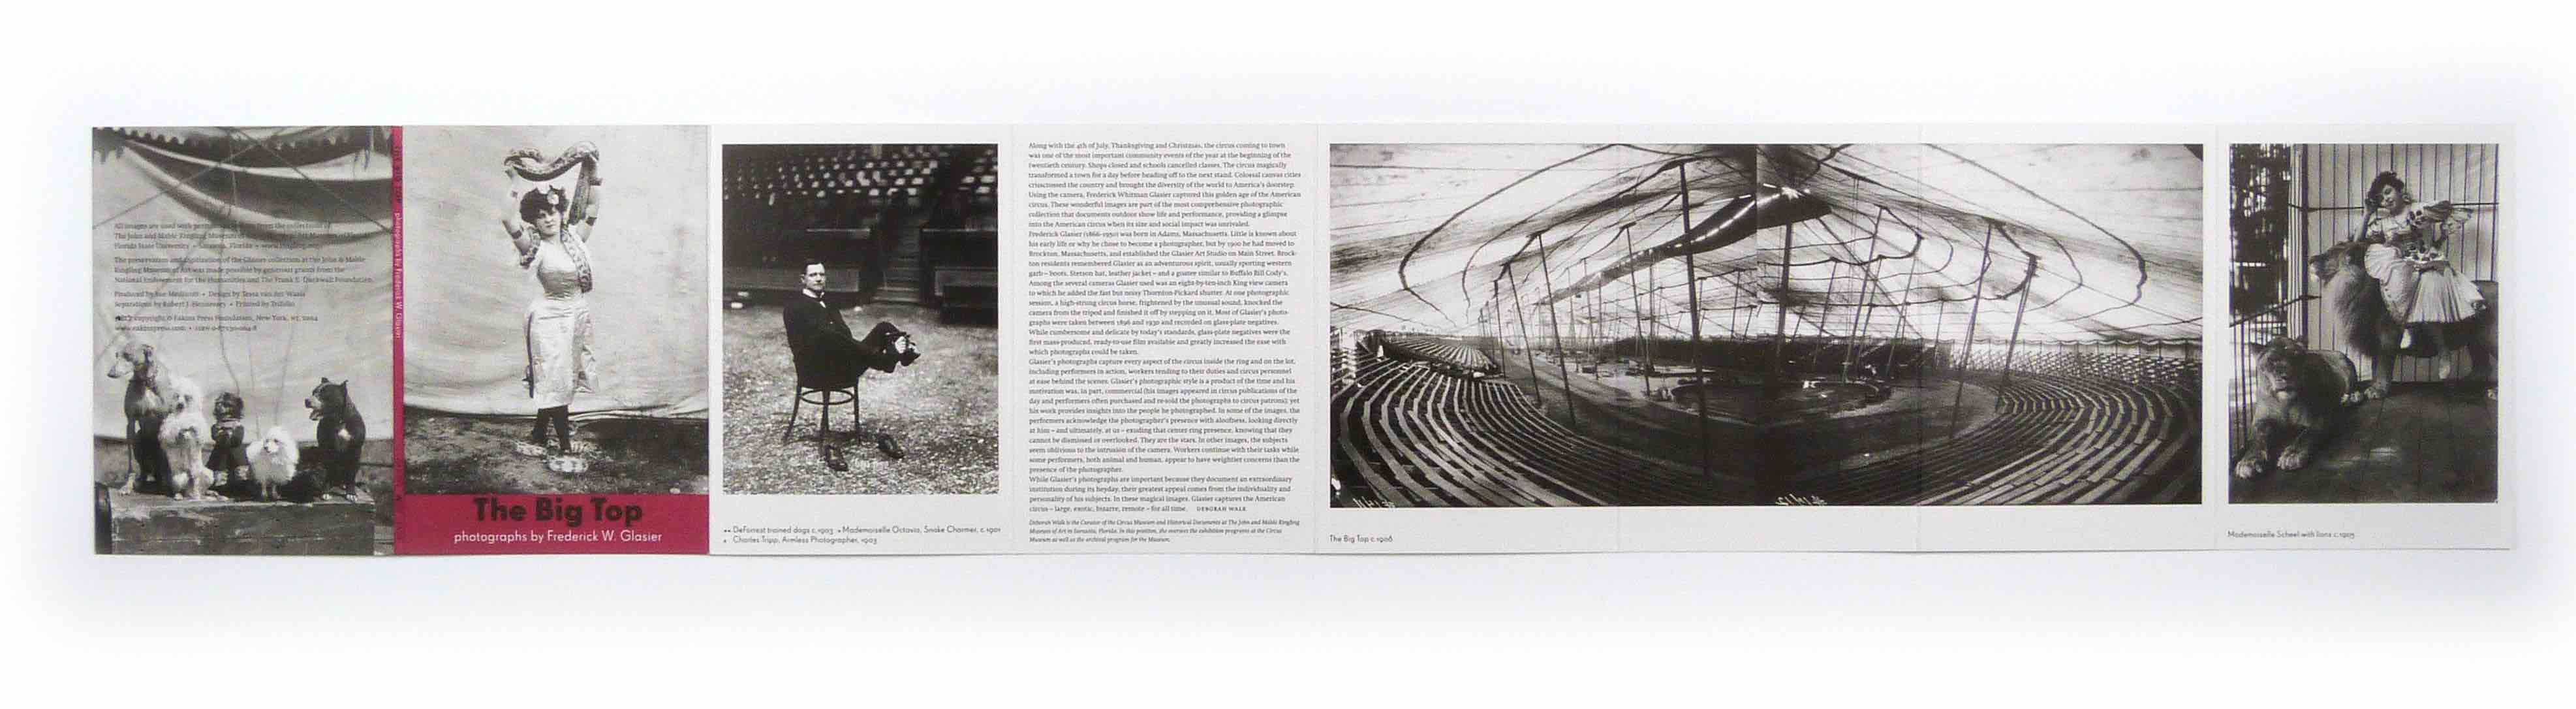 All images are used with permission from the collection of
The John and Mable Ringling Museum of Art
Florida State University • Sarasota, Florida • www.ringling.org
The preservation and digitization of the Glasier collection at the John & Mable
Ringling Museum of Art was made possible by generous grants from the
National Endowment for the Humanities and The Frank E. Duckwall Foundation.
Produced by • Design by Tessa van der Waals
Separations by Robert J. Hennessey • Printed by Trifolio
copyright © Eakins Press Foundation, New York, NY, 2004
www.eakinspress.com • ISBN
The Big Top photographs by Frederick W. Glasier
The Big Top
photographs by Frederick W. Glasier
DeForrest trained dogs c. 1903 Mademoiselle Octavia, Snake Charmer, c. 1901
Charles Tripp, Armless Photographer, 1903
Along with the 4th of July, Thanksgiving and Christmas, the circus coming to town
was one of the most important community events of the year at the beginning of the
twentieth century. Shops closed and schools cancelled classes. The circus magically
transformed a town for a day before heading off to the next stand. Colossal canvas cities
crisscrossed the country and brought the diversity of the world to America's doorstep.
Using the camera, Frederick Whitman Glasier captured this golden age of the American
circus. These wonderful images are part of the most comprehensive photographic
collection that documents outdoor show life and performance, providing a glimpse
into the American circus when its size and social impact was unrivaled.
Frederick Glasier (1866-1950) was born in Adams, Massachusetts. Little is known about
his early life or why he chose to become a photographer, but by 1900 he had moved to
Brockton, Massachusetts, and established the Glasier Art Studio on Main Street. Brock-
ton residents remembered Glasier as an adventurous spirit, usually sporting western
garb – boots, Stetson hat, leather jacket – and a goatee similar to Buffalo Bill Cody's.
Among the several cameras Glasier used was an eight-by-ten-inch King view camera
to which he added the fast but noisy Thornton-Pickard shutter. At one photographic
session, a high-strung circus horse, frightened by the unusual sound, knocked the
camera from the tripod and finished it off by stepping on it. Most of Glasier's photo-
graphs were taken between 1896 and 1930 and recorded on glass-plate negatives.
While cumbersome and delicate by today's standards, glass-plate negatives were the
first mass-produced, ready-to-use film available and greatly increased the ease with
which photographs could be taken.
Glasier's photographs capture every aspect of the circus inside the ring and on the lot,
including performers in action, workers tending to their duties and circus personnel
at ease behind the scenes. Glasier's photographic style is a product of the time and his
motivation was, in part, commercial (his images appeared in circus publications of the
day and performers often purchased and re-sold the photographs to circus patrons); yet
his work provides insights into the people he photographed. In some of the images, the
performers acknowledge the photographer's presence with aloofness, looking directly
at him – and ultimately, at us – exuding that center ring presence, knowing that they
cannot be dismissed or overlooked. They are the stars. In other images, the subjects
seem oblivious to the intrusion of the camera. Workers continue with their tasks while
some performers, both animal and human, appear to have weightier concerns than the
presence of the photographer.
While Glasier's photographs are important because they document an extraordinary
institution during its heyday, their greatest appeal comes from the individuality and
personality of his subjects. In these magical images, Glasier captures the American
circus – large, exotic, bizarre, remote – for all time. DEBORAH WALK
Deborah Walk is the Curator of the Circus Museum and Historical Documents at The John and Mable Ringling
Museum of Art in Sarasota, Florida. In this position, she oversees the exhibition programs at the Circus
Museum as well as the archival program for the Museum.
The Big Top c. 1906
Mademoiselle Scheel with lions c. 1905